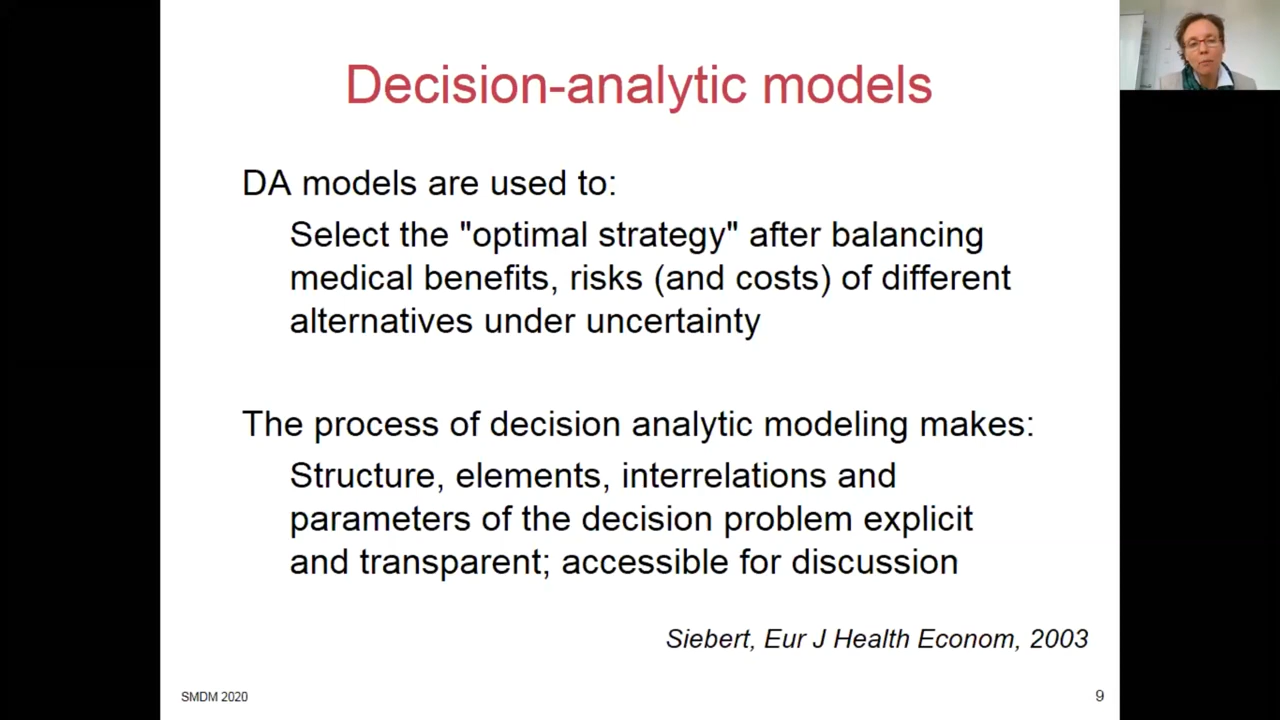 Decision-analytic models
DA models are used to:
Select the "optimal strategy" after balancing
medical benefits, risks (and costs) of different
alternatives under uncertainty
The process of decision analytic modeling makes:
Structure, elements, interrelations and
parameters of the decision problem explicit
and transparent; accessible for discussion
Siebert, Eur J Health Econom, 2003
SMDM 2020
9